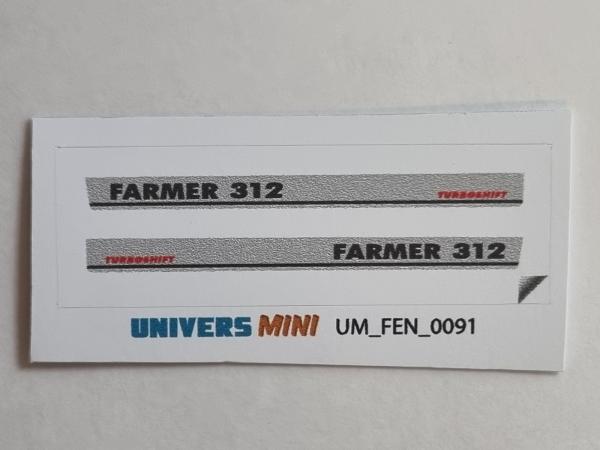 FARMER 312 TURBOSHIFT
TURBOSHIFT FARMER 312
UNIVERS MINI UM_FEN_0091